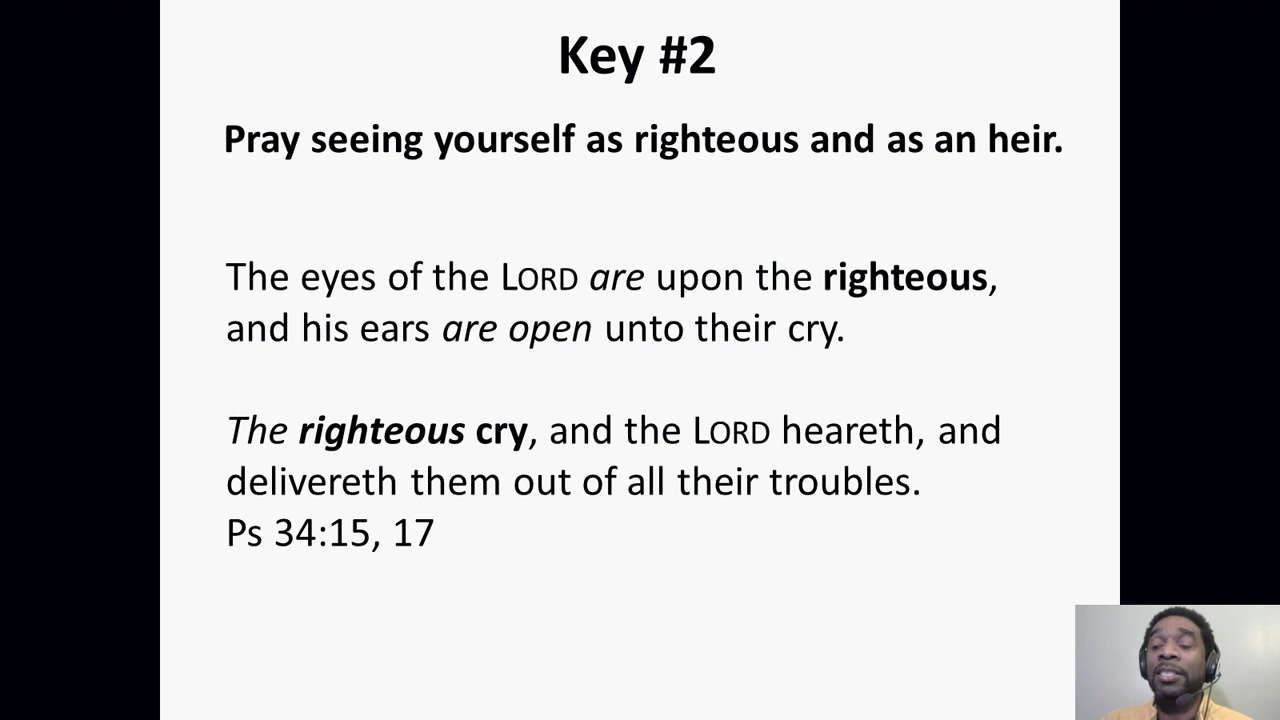 Key #2
Pray seeing yourself as righteous and as an heir.
The eyes of the LORD are upon the righteous,
and his ears are open unto their cry.
The righteous cry, and the LORD heareth, and
delivereth them out of all their troubles.
Ps 34:15, 17